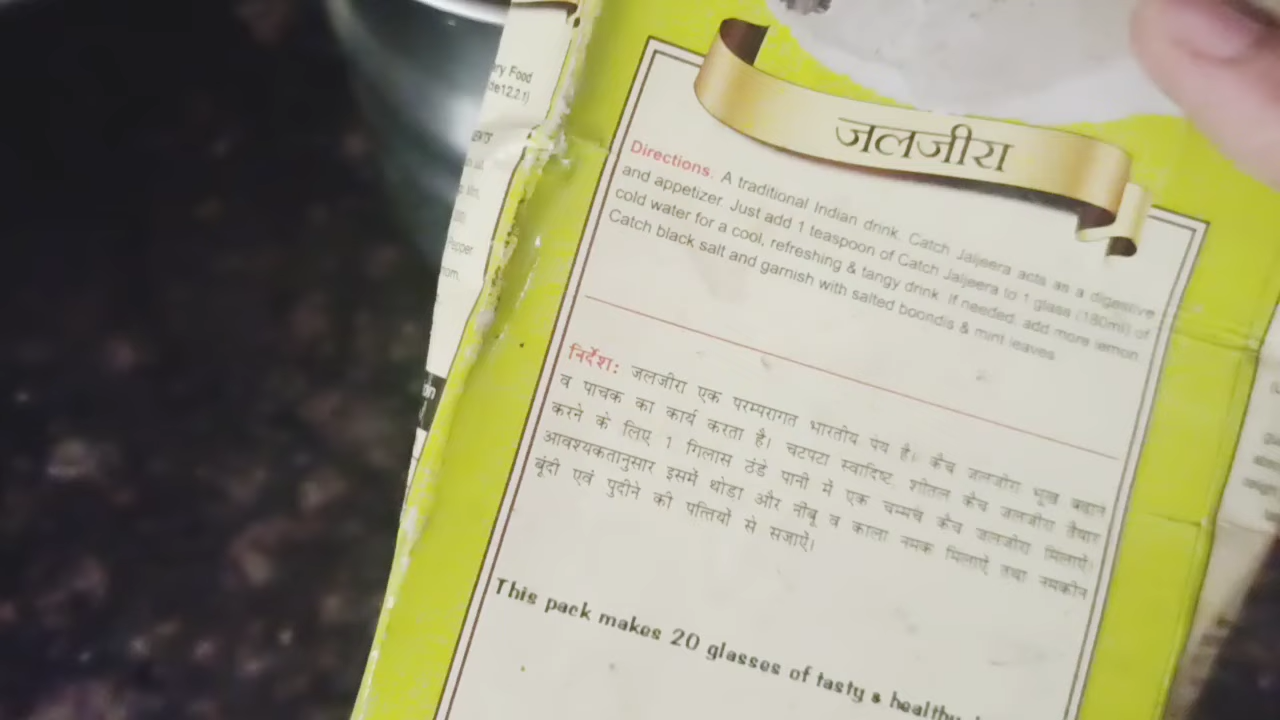 जलजीरा
Directions. A traditional Indian drink. Catch Jaljeera acts as a digestive
and appetizer. Just add 1 teaspoon of Catch Jaljeera to 1 glass (180ml) of
cold water for a cool, refreshing & tangy drink. If needed, add more lemon
Catch black salt and garnish with salted boondis & mint leaves
निर्देश: जलजीरा एक परम्परागत भारतीय पेय है। कैच जलजीरा भूख बढ़ाने
व पाचक का कार्य करता है। चटपटा स्वादिष्ट, शीतल कैच जलजीरा तैयार
करने के लिए 1 गिलास ठंडे पानी में एक चम्मच कैच जलजीरा मिलाएँ।
आवश्यकतानुसार इसमें थोडा और नीबू व काला नमक मिलाएँ तथा नमकीन
बूंदी एवं पुदीने की पत्तियों से सजाऐं।
This pack makes 20 glasses of tasty & healthy
Food
Pepper